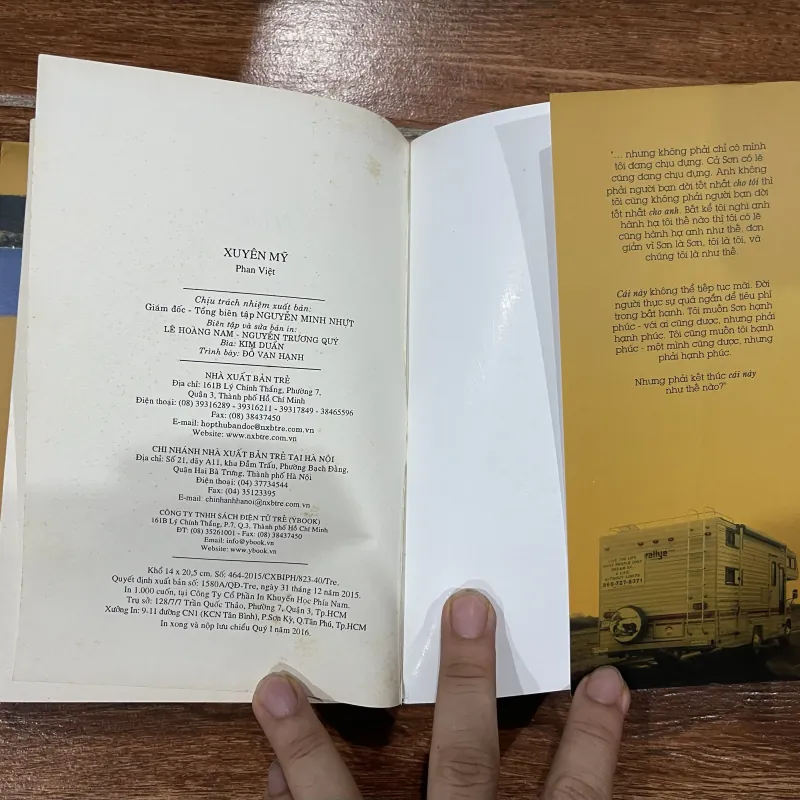 XUYÊN MỸ
Phan Việt
Chịu trách nhiệm xuất bản:
Giám đốc - Tổng biên tập NGUYỄN MINH NHỰT
Biên tập và sửa bản in:
LÊ HOÀNG NAM - NGUYỄN TRƯƠNG QUÝ
Bìa: KIM DUẨN
Trình bày: ĐỖ VẠN HẠNH
NHÀ XUẤT BẢN TRẺ
Địa chỉ: 161B Lý Chính Thắng, Phường 7,
Quận 3, Thành phố Hồ Chí Minh
Điện thoại: (08) 39316289 - 39316211 - 39317849 - 38465596
Fax: (08) 38437450
E-mail: hopthubandoc@nxbtre.com.vn
Website: www.nxbtre.com.vn
CHI NHÁNH NHÀ XUẤT BẢN TRẺ TẠI HÀ NỘI
Địa chỉ: Số 21, dãy A11, khu Đầm Trấu, Phường Bạch Đằng,
Quận Hai Bà Trưng, Thành phố Hà Nội
Điện thoại: (04) 37734544
Fax: (04) 35123395
E-mail: chinhanhhanoi@nxbtre.com.vn
CÔNG TY TNHH SÁCH ĐIỆN TỬ TRẺ (YBOOK)
161B Lý Chính Thắng, P.7, Q.3, Thành phố Hồ Chí Minh
ĐT: (08) 35261001 - Fax: (08) 38437450
Email: info@ybook.vn
Website: www.ybook.vn
Khổ 14 x 20,5 cm. Số: 464-2015/CXBIPH/823-40/Tre.
Quyết định xuất bản số: 1580A/QĐ-Tre, ngày 31 tháng 12 năm 2015.
In 1.000 cuốn, tại Công Ty Cổ Phần In Khuyến Học Phía Nam.
Trụ sở: 128/7/7 Trần Quốc Thảo, Phường 7, Quận 3, Tp.HCM
Xưởng In: 9-11 đường CN1 (KCN Tân Bình), P.Sơn Kỳ, Q.Tân Phú, Tp.HCM
In xong và nộp lưu chiểu Quý I năm 2016.
"... nhưng không phải chỉ có mình
tôi đang chịu đựng. Cả Sơn có lẽ
cũng đang chịu đựng. Anh không
phải người bạn đời tốt nhất cho tôi thì
tôi cũng không phải người bạn đời
tốt nhất cho anh. Bất kể tôi nghĩ anh
hành hạ tôi thế nào thì tôi có lẽ
cũng hành hạ anh như thế, đơn
giản vì Sơn là Sơn, tôi là tôi, và
chúng tôi là như thế.
Cái này không thể tiếp tục mãi. Đời
người thực sự quá ngắn để tiêu phí
trong bất hạnh. Tôi muốn Sơn hạnh
phúc - với ai cũng được, nhưng phải
hạnh phúc. Tôi cũng muốn tôi hạnh
phúc - một mình cũng được, nhưng
phải hạnh phúc.
Nhưng phải kết thúc cái này
như thế nào?"
rallye
LIVE THE LIFE
MOST PEOPLE ONLY
DREAM OF
A LIFE
WITHOUT LIMITS